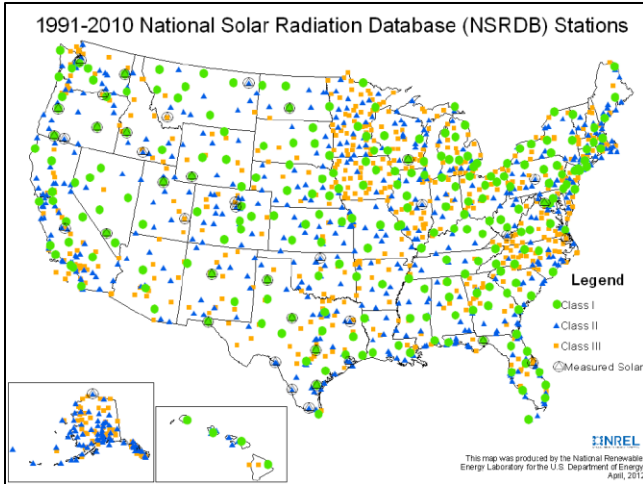 1991-2010 National Solar Radiation Database (NSRDB) Stations
Legend
Class I
Class II
Class III
Measured Solar
NREL
This map was produced by the National Renewable
Energy Laboratory for the U.S. Department of Energy
April, 2012